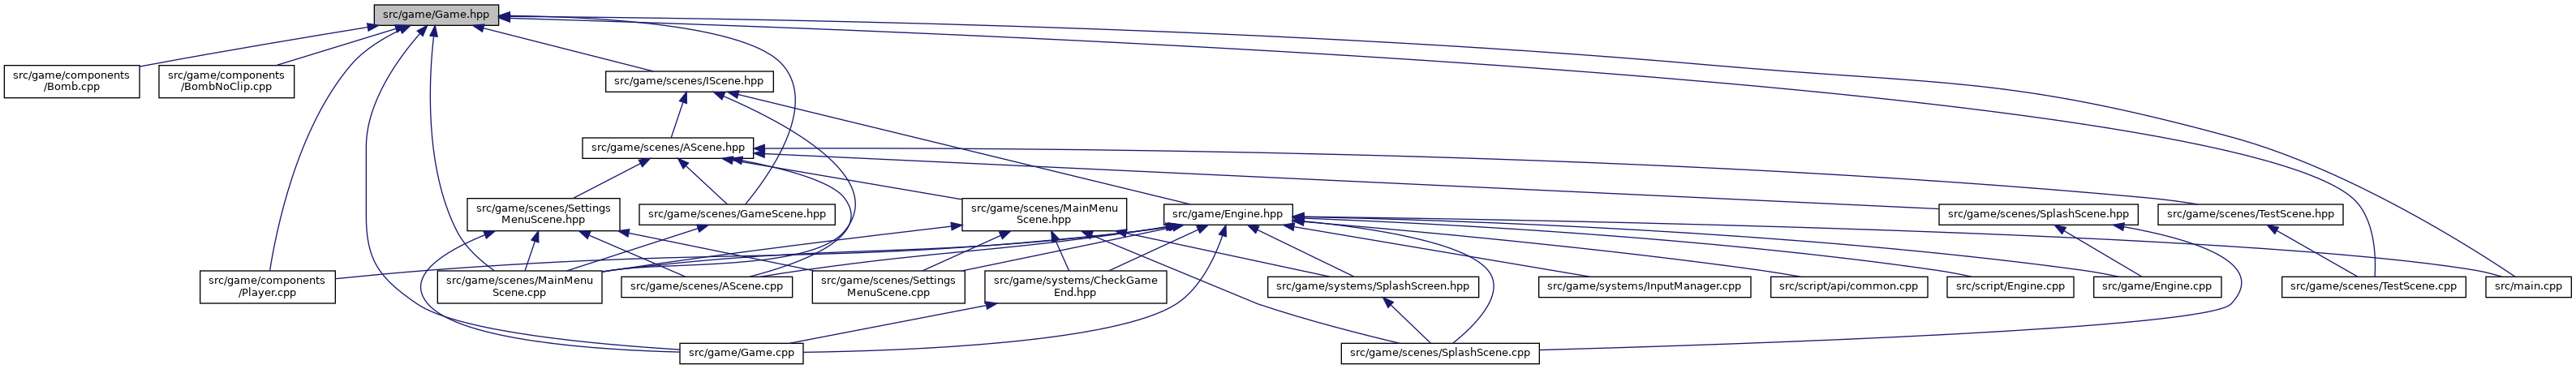 src/game/Game.hpp
src/game/components
/Bomb.cpp
src/game/components
/BombNoClip.cpp
src/game/scenes/IScene.hpp
src/game/scenes/AScene.hpp
src/game/scenes/Settings
MenuScene.hpp
src/game/scenes/GameScene.hpp
src/game/scenes/MainMenu
Scene.hpp
src/game/Engine.hpp
src/game/scenes/SplashScene.hpp
src/game/scenes/TestScene.hpp
src/game/components
/Player.cpp
src/game/scenes/MainMenu
Scene.cpp
src/game/scenes/AScene.cpp
src/game/scenes/Settings
MenuScene.cpp
src/game/systems/CheckGame
End.hpp
src/game/systems/SplashScreen.hpp
src/game/systems/InputManager.cpp
src/script/api/common.cpp
src/script/Engine.cpp
src/game/Engine.cpp
src/game/scenes/TestScene.cpp
src/main.cpp
src/game/Game.cpp
src/game/scenes/SplashScene.cpp